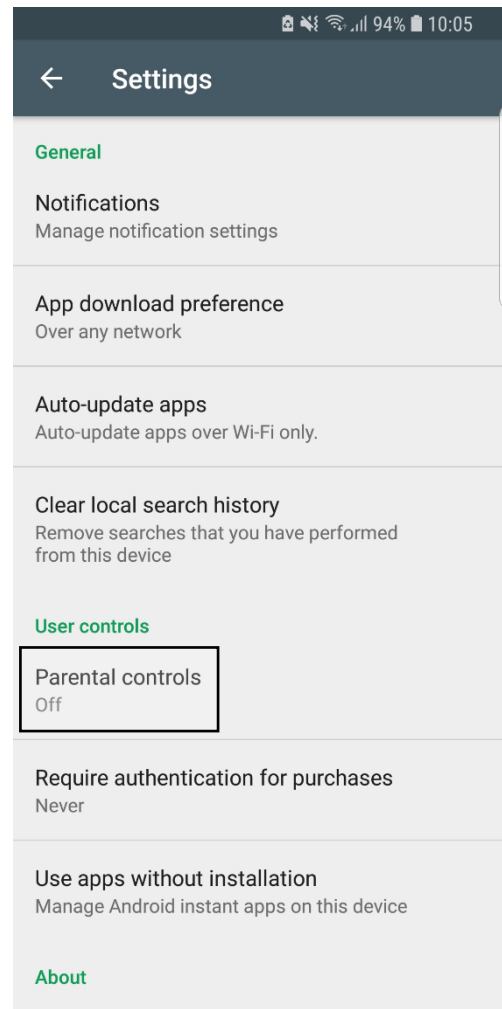 94% 10:05
Settings
General
Notifications
Manage notification settings
App download preference
Over any network
Auto-update apps
Auto-update apps over Wi-Fi only.
Clear local search history
Remove searches that you have performed
from this device
User controls
Parental controls
Off
Require authentication for purchases
Never
Use apps without installation
Manage Android instant apps on this device
About